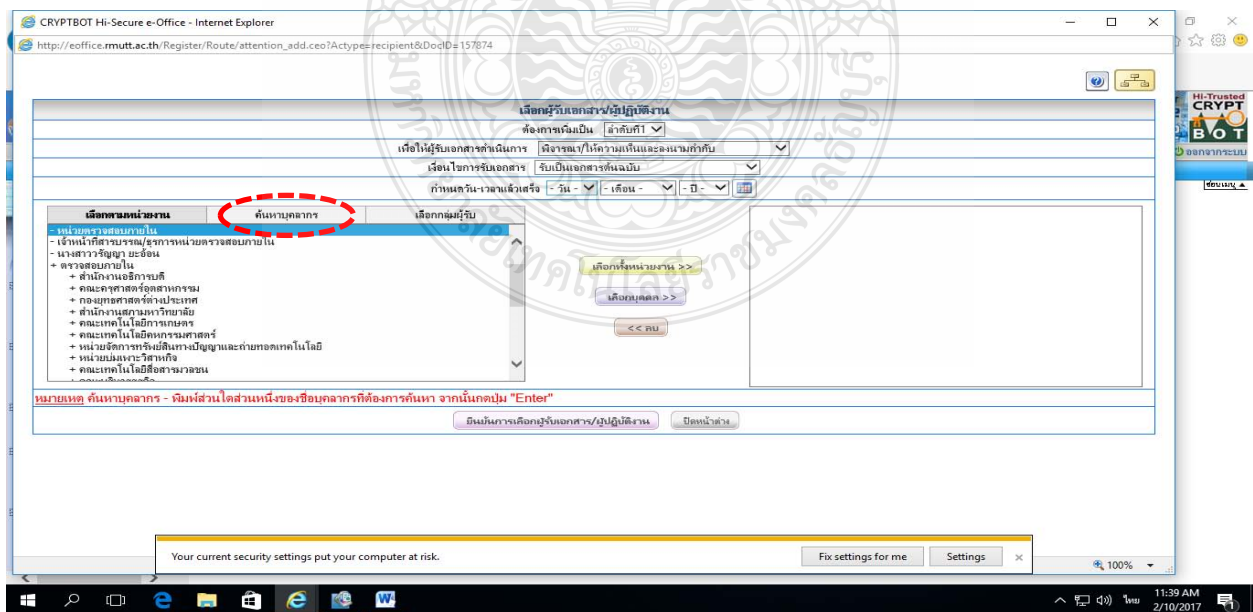 CRYPTBOT Hi-Secure e-Office - Internet Explorer
http://eoffice.rmutt.ac.th/Register/Route/attention_add.ceo?Actype=recipient&DocID=157874
Hi-Trusted
CRYPT
BOT
ออกจากระบบ
ซ่อนเมนู
เลือกผู้รับเอกสาร/ผู้ปฏิบัติงาน
ต้องการเพิ่มเป็น ลำดับที่1
เพื่อให้ผู้รับเอกสารดำเนินการ พิจารณา/ให้ความเห็นและลงนามกำกับ
เงื่อนไขการรับเอกสาร รับเป็นเอกสารต้นฉบับ
กำหนดวัน-เวลาแล้วเสร็จ - วัน - - เดือน - - ปี -
เลือกตามหน่วยงาน ค้นหาบุคลากร เลือกกลุ่มผู้รับ
- หน่วยตรวจสอบภายใน
- เจ้าหน้าที่สารบรรณ/ธุรการหน่วยตรวจสอบภายใน
- นางสาววรัญญา ยะอ้อน
+ ตรวจสอบภายใน
+ สำนักงานอธิการบดี
+ คณะครุศาสตร์อุตสาหกรรม
+ กองยุทธศาสตร์ต่างประเทศ
+ สำนักงานสภามหาวิทยาลัย
+ คณะเทคโนโลยีการเกษตร
+ คณะเทคโนโลยีคหกรรมศาสตร์
+ หน่วยจัดการทรัพย์สินทางปัญญาและถ่ายทอดเทคโนโลยี
+ หน่วยบ่มเพาะวิสาหกิจ
+ คณะเทคโนโลยีสื่อสารมวลชน
เลือกทั้งหน่วยงาน >>
เลือกบุคคล >>
<< ลบ
หมายเหตุ ค้นหาบุคลากร - พิมพ์ส่วนใดส่วนหนึ่งของชื่อบุคลากรที่ต้องการค้นหา จากนั้นกดปุ่ม "Enter"
ยืนยันการเลือกผู้รับเอกสาร/ผู้ปฏิบัติงาน ปิดหน้าต่าง
Your current security settings put your computer at risk. Fix settings for me Settings
100%
ไทย 11:39 AM
2/10/2017